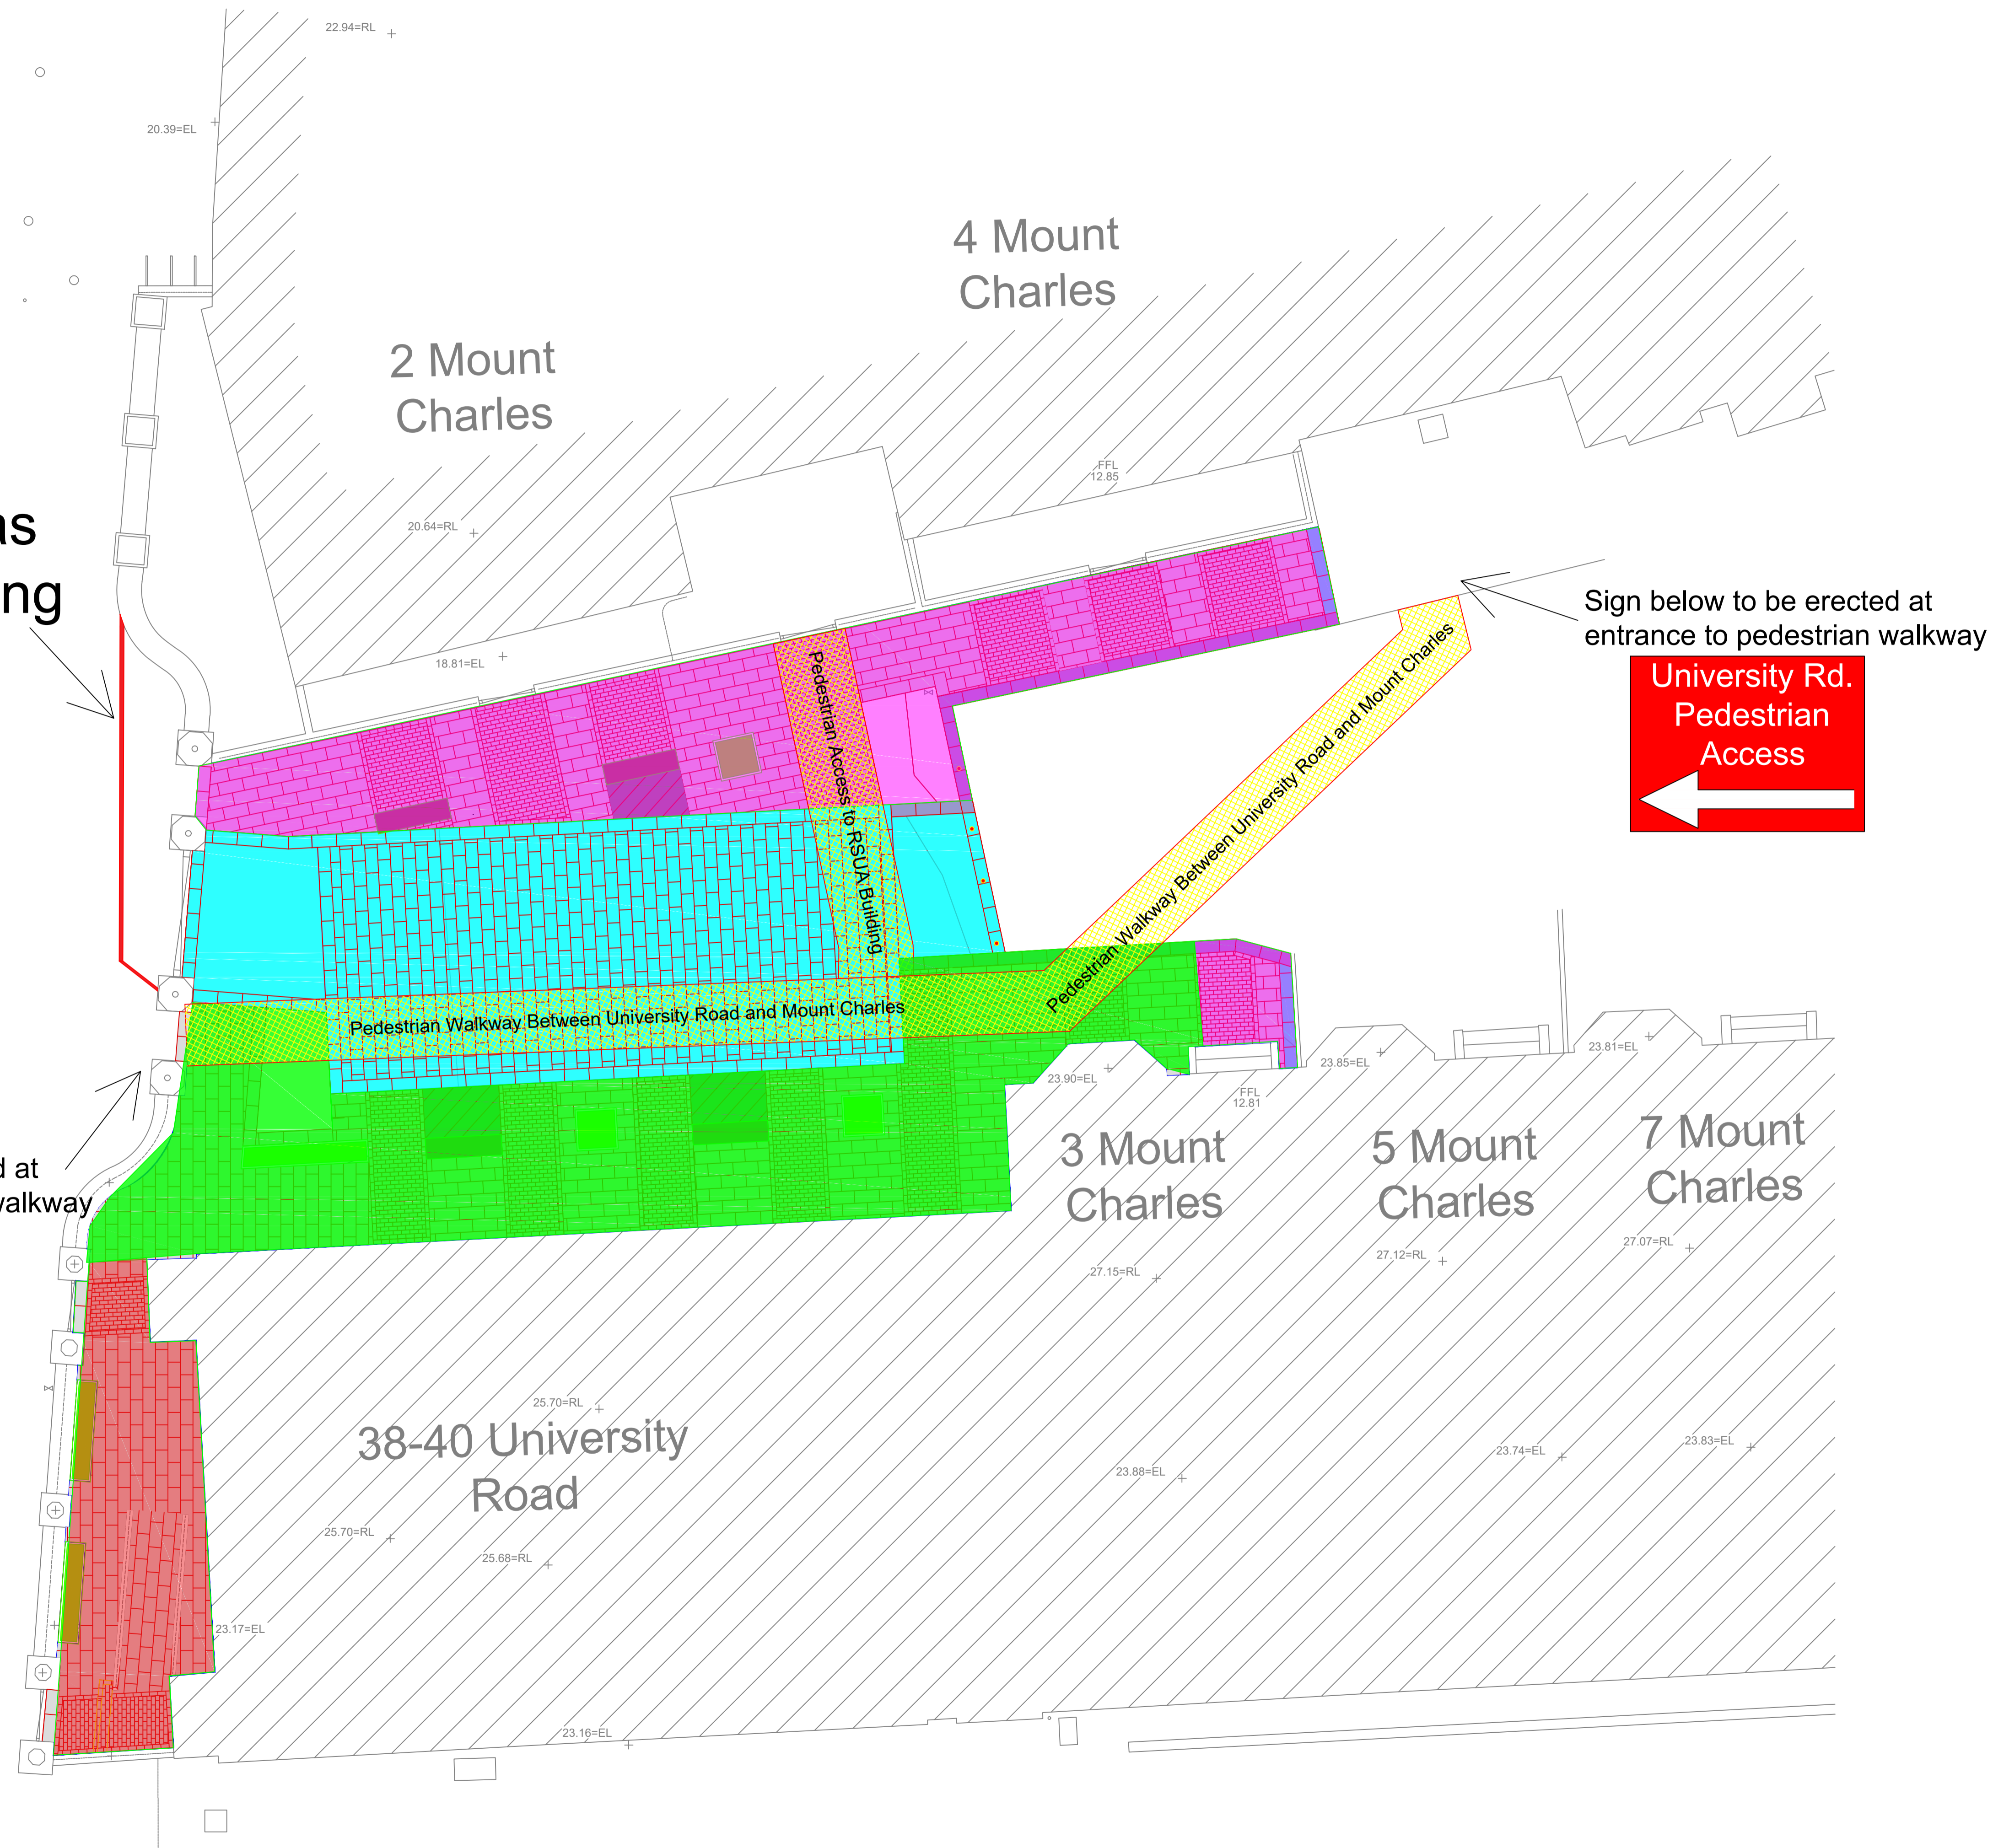 22.94=RL
20.39=EL
4 Mount
Charles
2 Mount
Charles
FFL
12.85
20.64=RL
as
ng
18.81=EL
Sign below to be erected at
entrance to pedestrian walkway
University Rd.
Pedestrian
Access
Pedestrian Access to RSUA Building
Pedestrian Walkway Between University Road and Mount Charles
Pedestrian Walkway Between University Road and Mount Charles
23.90=EL
FFL
12.81
23.85=EL
23.81=EL
d at
walkway
3 Mount
Charles
5 Mount
Charles
7 Mount
Charles
27.15=RL
27.12=RL
27.07=RL
25.70=RL
38-40 University
Road
23.88=EL
23.74=EL
23.83=EL
25.70=RL
25.68=RL
23.17=EL
23.16=EL